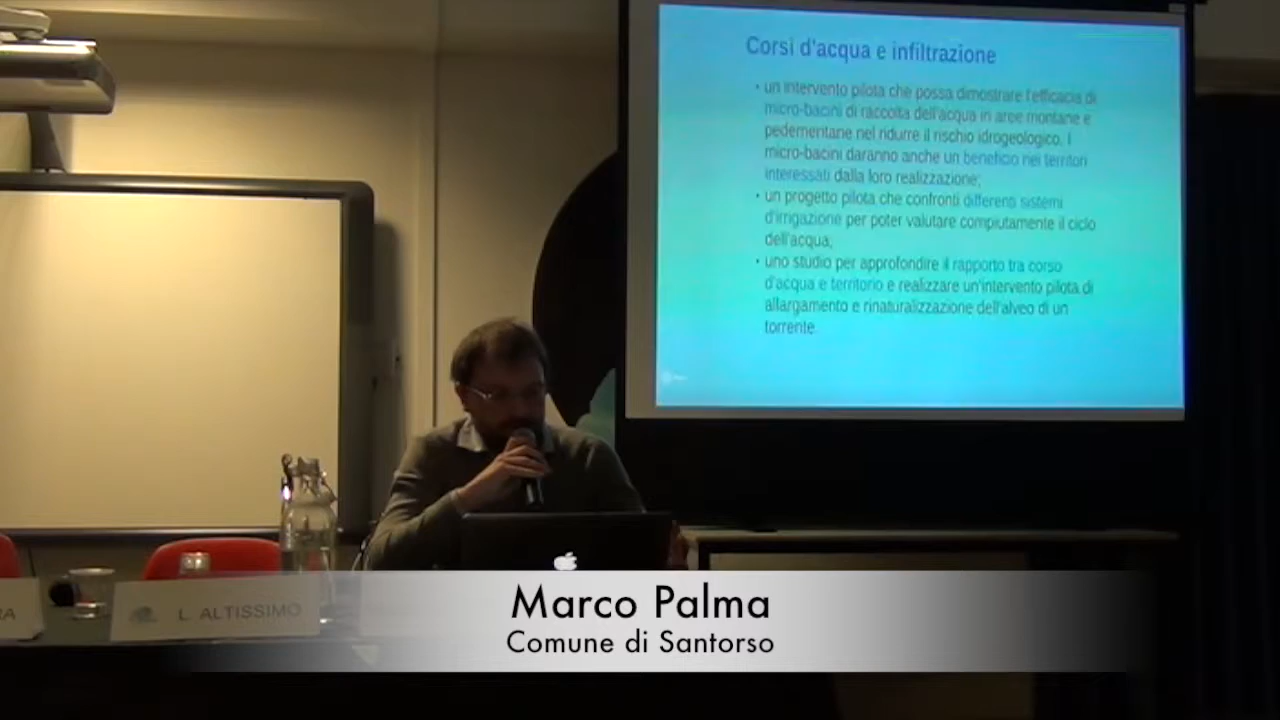 Corsi d'acqua e infiltrazione
• un intervento pilota che possa dimostrare l'efficacia di
micro-bacini di raccolta dell'acqua in aree montane e
pedemontane nel ridurre il rischio idrogeologico. I
micro-bacini daranno anche un beneficio nei territori
interessati dalla loro realizzazione;
• un progetto pilota che confronti differenti sistemi
d'irrigazione per poter valutare compiutamente il ciclo
dell'acqua;
• uno studio per approfondire il rapporto tra corso
d'acqua e territorio e realizzare un'intervento pilota di
allargamento e rinaturalizzazione dell'alveo di un
torrente.
RA
L. ALTISSIMO
Marco Palma
Comune di Santorso